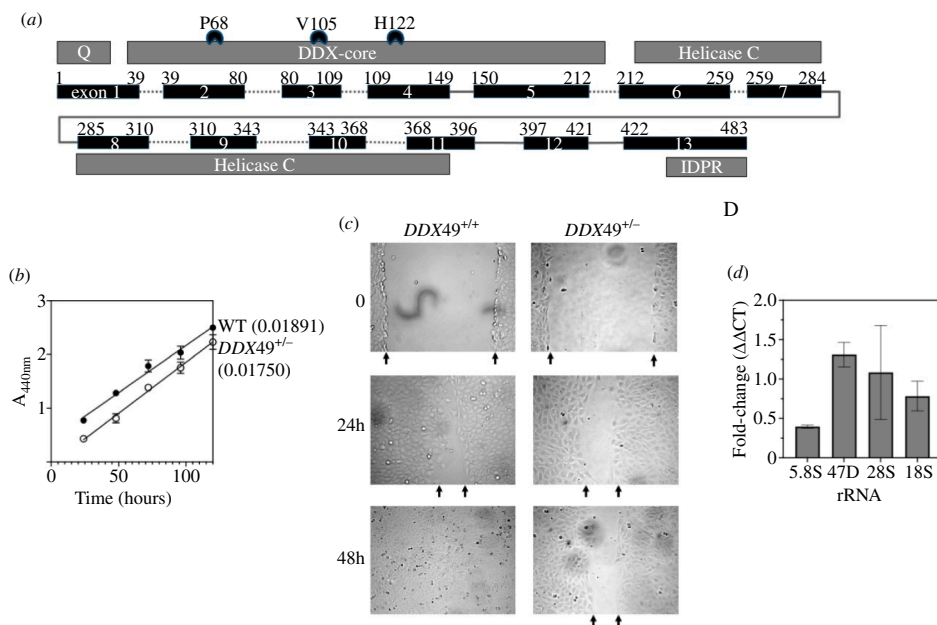 (a)
P68 V105 H122
Q DDX-core Helicase C
1 39 39 80 80 109 109 149 150 212 212 259 259 284
exon 1 2 3 4 5 6 7
285 310 310 343 343 368 368 396 397 421 422 483
8 9 10 11 12 13
Helicase C IDPR
(b)
3
2
1
A440nm
WT (0.01891)
DDX49+/–
(0.01750)
0 50 100
Time (hours)
(c)
DDX49+/+ DDX49+/–
0
24h
48h
D
(d)
2.0
1.5
1.0
0.5
0
Fold-change (ΔΔCT)
5.8S 47D 28S 18S
rRNA